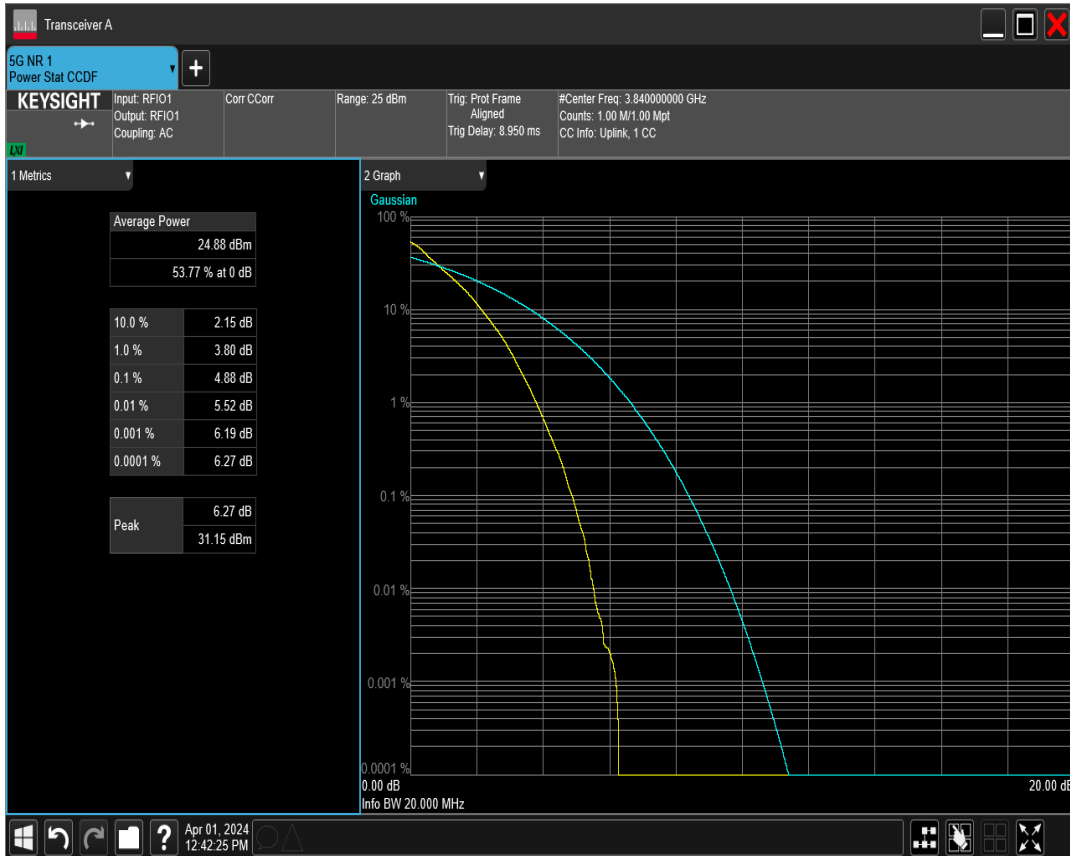 Transceiver A
5G NR 1
Power Stat CCDF
KEYSIGHT
LXI
Input: RFIO1
Output: RFIO1
Coupling: AC
Corr CCorr
Range: 25 dBm
Trig: Prot Frame
Aligned
Trig Delay: 8.950 ms
#Center Freq: 3.840000000 GHz
Counts: 1.00 M/1.00 Mpt
CC Info: Uplink, 1 CC
1 Metrics
Average Power
24.88 dBm
53.77 % at 0 dB
10.0 % 2.15 dB
1.0 % 3.80 dB
0.1 % 4.88 dB
0.01 % 5.52 dB
0.001 % 6.19 dB
0.0001 % 6.27 dB
Peak
6.27 dB
31.15 dBm
2 Graph
Gaussian
100 %
10 %
1 %
0.1 %
0.01 %
0.001 %
0.0001 %
0.00 dB
20.00 dB
Info BW 20.000 MHz
Apr 01, 2024
12:42:25 PM